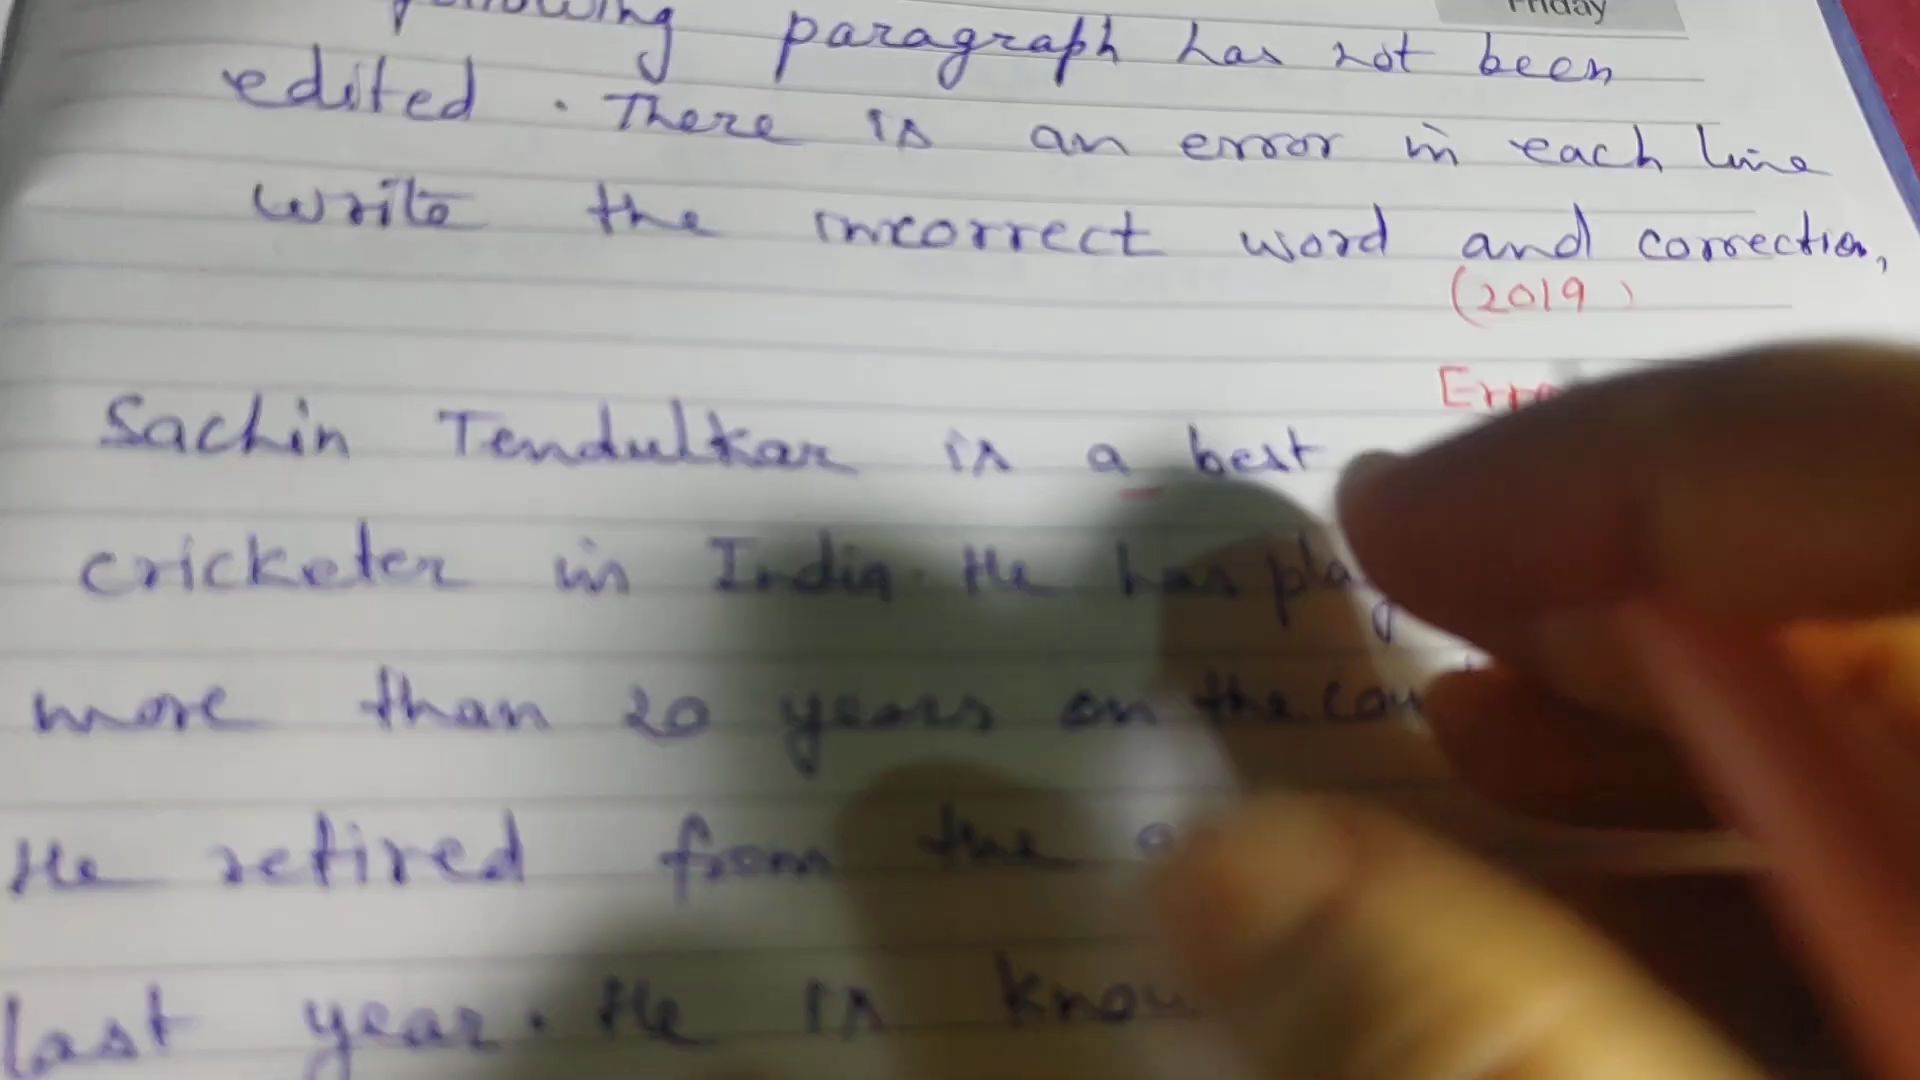 Friday
following paragraph has not been
edited. There is an error in each line
write the incorrect word and correction,
(2019)
Sachin Tendulkar is a best
cricketer in India. He has
more than 20 years on the
He retired from the
last year. He is